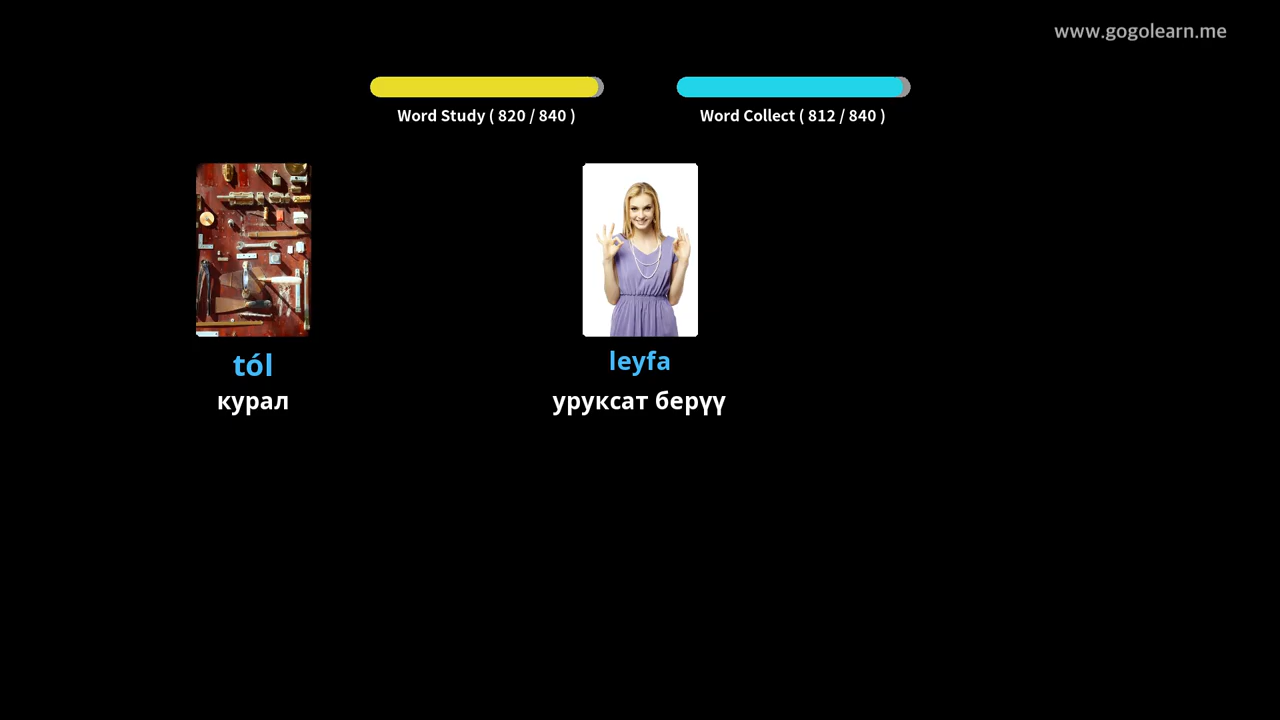 www.gogolearn.me
Word Study ( 820 / 840 )
Word Collect ( 812 / 840 )
tól
leyfa
курал
уруксат берүү